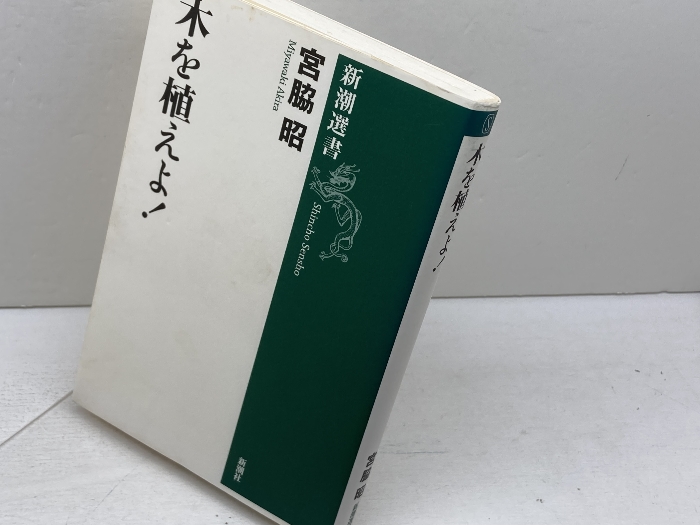 木を植えよ!
宮脇 昭
Miyawaki Akira
新潮選書
Shincho Sensho
新潮社
木を植えよ!
宮脇 昭